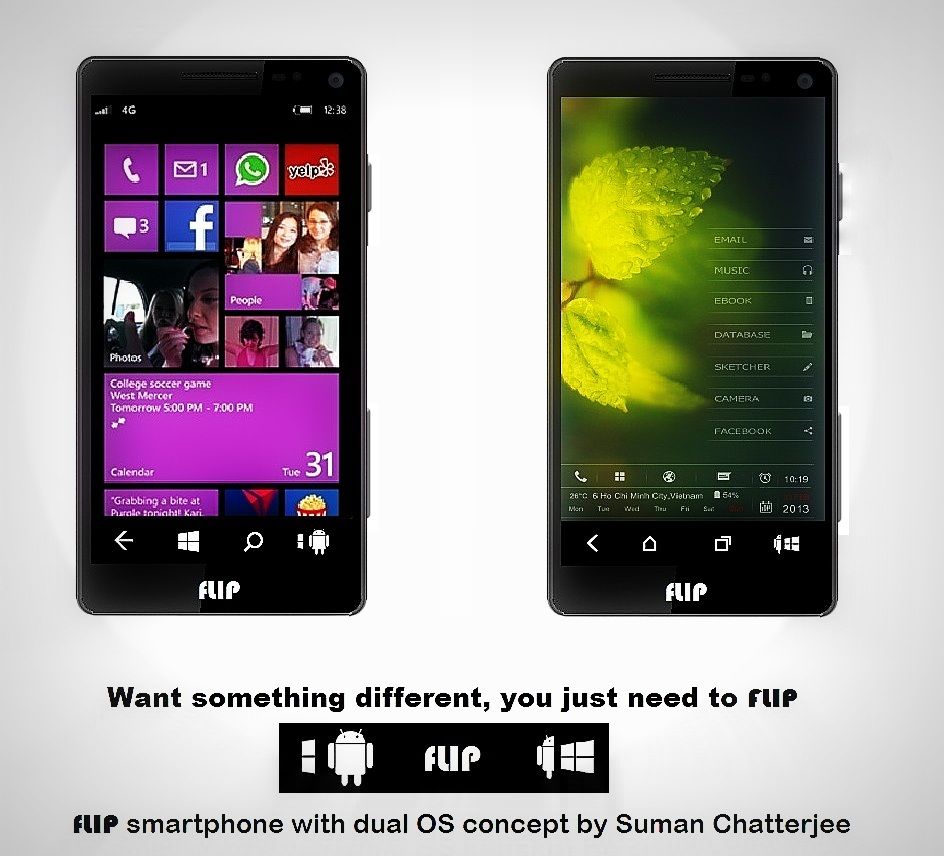 4G 12:38
1
yelp
3
People
Photos
College soccer game
West Mercer
Tomorrow 5:00 PM - 7:00 PM
Calendar Tue 31
"Grabbing a bite at
Purple tonight! Kari,
FLIP
EMAIL
MUSIC
EBOOK
DATABASE
SKETCHER
CAMERA
FACEBOOK
10:19
26°C 6 Ho Chi Minh City,Vietnam 54%
Mon Tue Wed Thu Fri Sat
2013
FLIP
Want something different, you just need to FLIP
FLIP
FLIP smartphone with dual OS concept by Suman Chatterjee